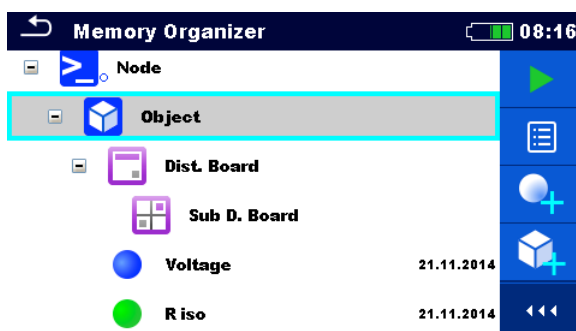 Memory Organizer 08:16
Node
Object
Dist. Board
Sub D. Board
Voltage 21.11.2014
R iso 21.11.2014